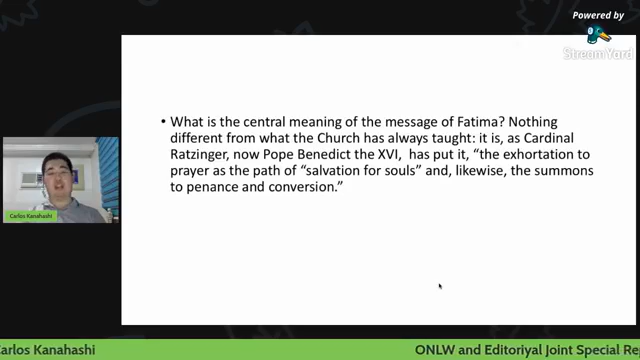 Powered by
StreamYard
• What is the central meaning of the message of Fatima? Nothing
different from what the Church has always taught: it is, as Cardinal
Ratzinger, now Pope Benedict the XVI,  has put it, “the exhortation to
prayer as the path of “salvation for souls” and, likewise, the summons
to penance and conversion.”
Carlos Kanahashi
Carlos Kanahashi
ONLW and Editoriyal Joint Special Re